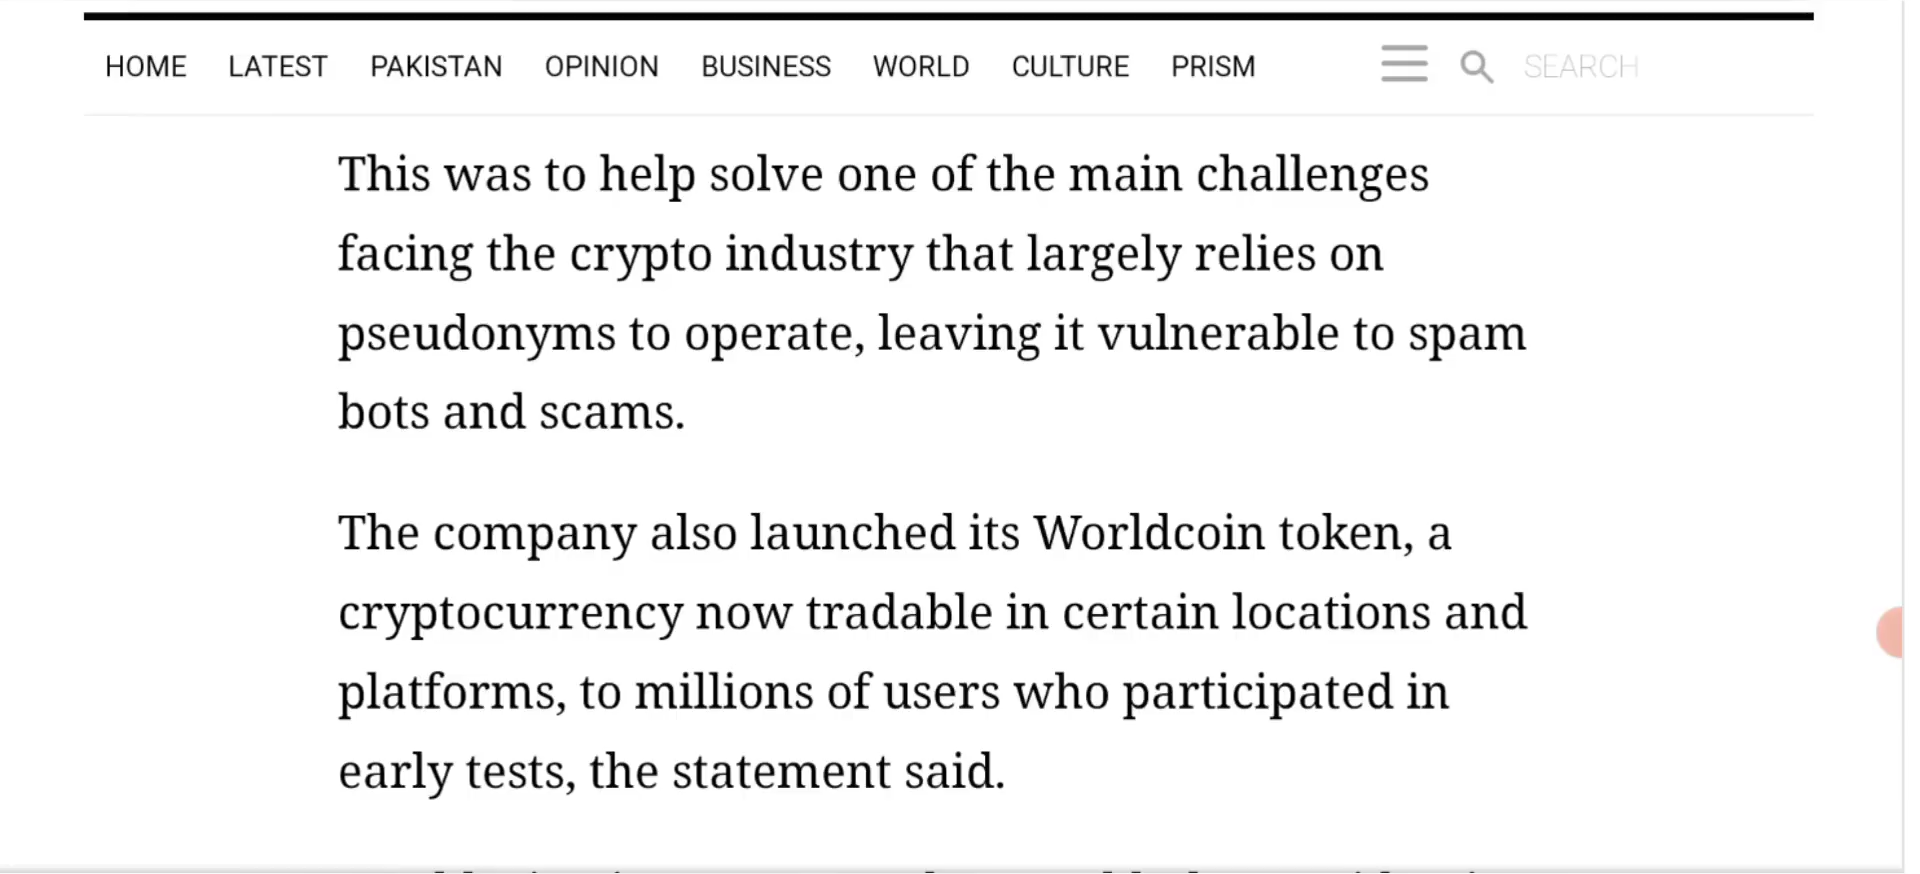 HOME LATEST PAKISTAN OPINION BUSINESS WORLD CULTURE PRISM SEARCH
This was to help solve one of the main challenges
facing the crypto industry that largely relies on
pseudonyms to operate, leaving it vulnerable to spam
bots and scams.
The company also launched its Worldcoin token, a
cryptocurrency now tradable in certain locations and
platforms, to millions of users who participated in
early tests, the statement said.